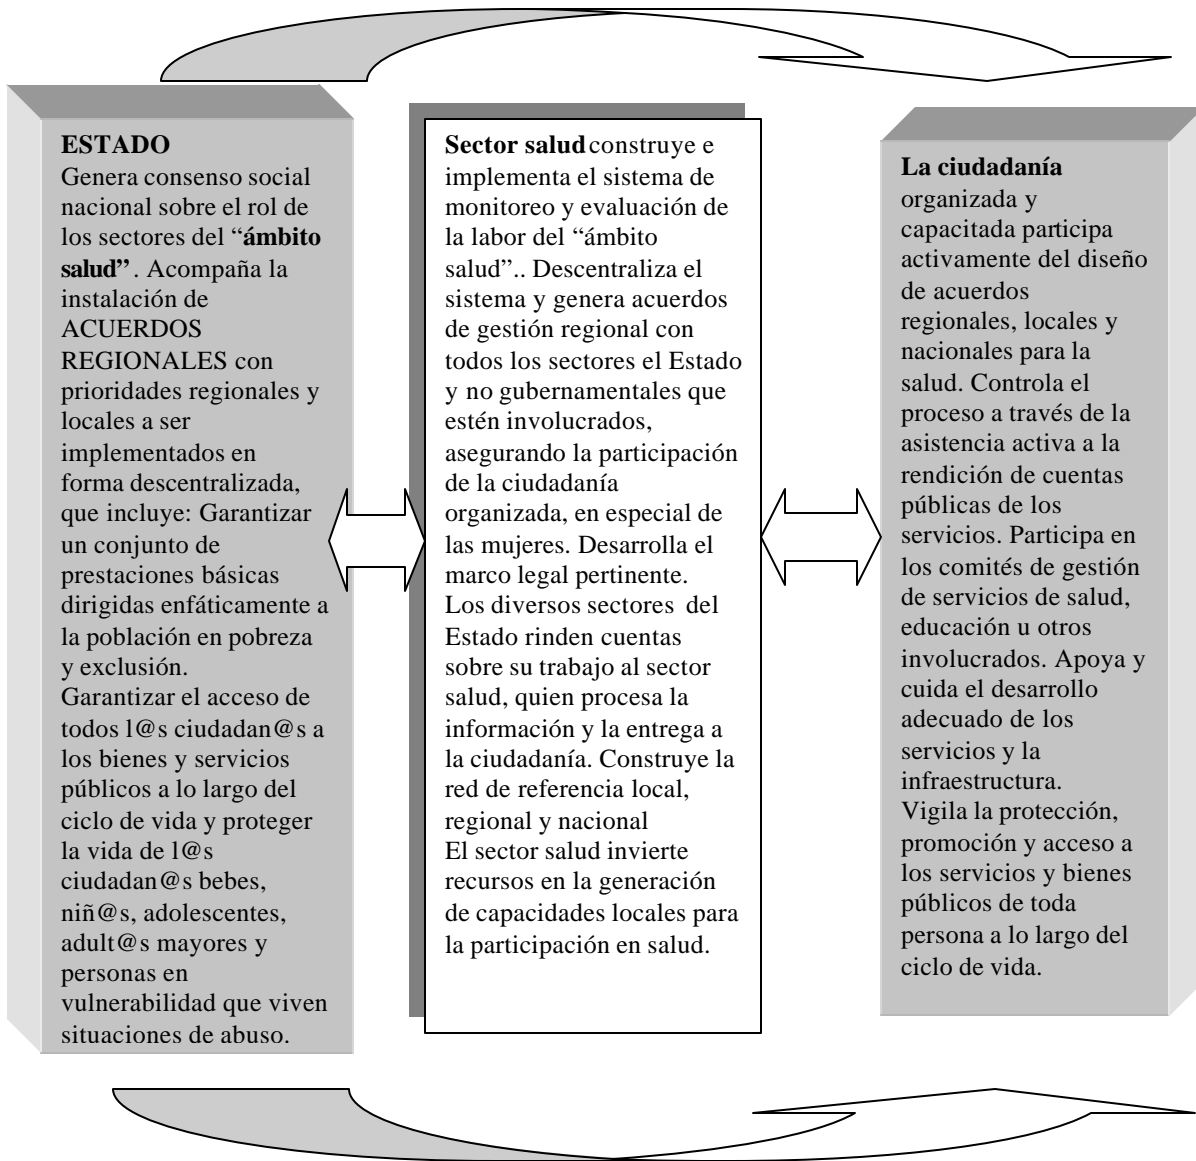 ESTADO
Genera consenso social
nacional sobre el rol de
los sectores del “ámbito
salud” . Acompaña la
instalación de
ACUERDOS
REGIONALES con
prioridades regionales y
locales a ser
implementados en
forma descentralizada,
que incluye: Garantizar
un conjunto de
prestaciones básicas
dirigidas enfáticamente a
la población en pobreza
y exclusión.
Garantizar el acceso de
todos l@s ciudadan@s a
los bienes y servicios
públicos a lo largo del
ciclo de vida y proteger
la vida de l@s
ciudadan@s bebes,
niñ@s, adolescentes,
adult@s mayores y
personas en
vulnerabilidad que viven
situaciones de abuso.
Sector salud construye e
implementa el sistema de
monitoreo y evaluación de
la labor del “ámbito
salud”.. Descentraliza el
sistema y genera acuerdos
de gestión regional con
todos los sectores el Estado
y no gubernamentales que
estén involucrados,
asegurando la participación
de la ciudadanía
organizada, en especial de
las mujeres. Desarrolla el
marco legal pertinente.
Los diversos sectores del
Estado rinden cuentas
sobre su trabajo al sector
salud, quien procesa la
información y la entrega a
la ciudadanía. Construye la
red de referencia local,
regional y nacional
El sector salud invierte
recursos en la generación
de capacidades locales para
la participación en salud.
La ciudadanía
organizada y
capacitada participa
activamente del diseño
de acuerdos
regionales, locales y
nacionales para la
salud. Controla el
proceso a través de la
asistencia activa a la
rendición de cuentas
públicas de los
servicios. Participa en
los comités de gestión
de servicios de salud,
educación u otros
involucrados. Apoya y
cuida el desarrollo
adecuado de los
servicios y la
infraestructura.
Vigila la protección,
promoción y acceso a
los servicios y bienes
públicos de toda
persona a lo largo del
ciclo de vida.